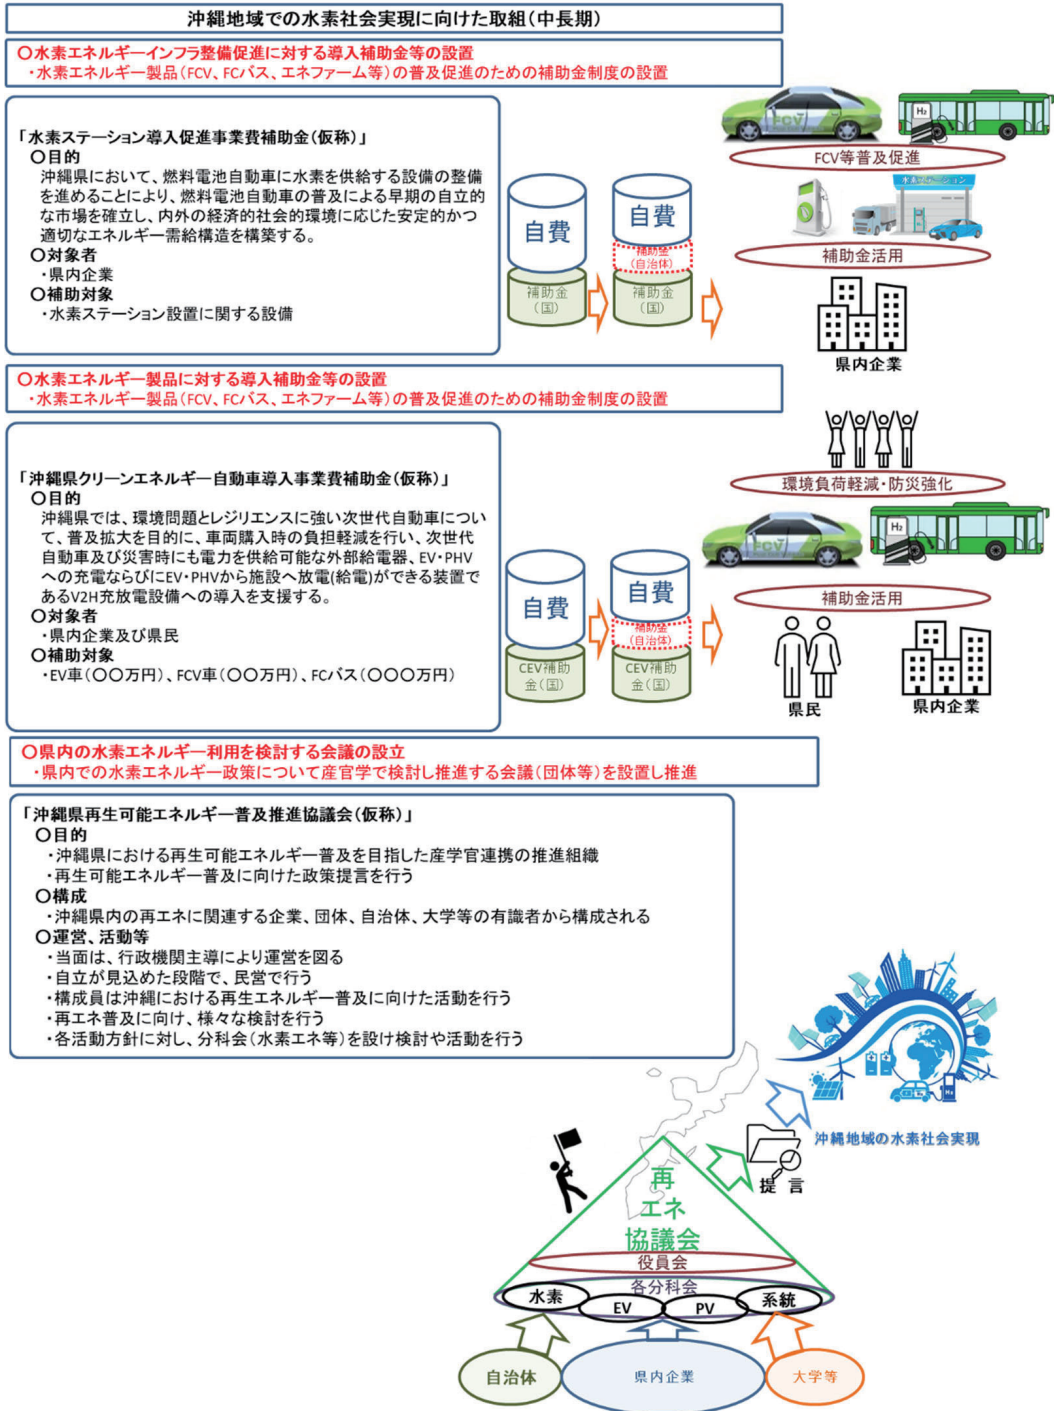 沖縄地域での水素社会実現に向けた取組(中長期)
〇水素エネルギーインフラ整備促進に対する導入補助金等の設置
・水素エネルギー製品(FCV、FCバス、エネファーム等)の普及促進のための補助金制度の設置
「水素ステーション導入促進事業費補助金(仮称)」
〇目的
沖縄県において、燃料電池自動車に水素を供給する設備の整備
を進めることにより、燃料電池自動車の普及による早期の自立的
な市場を確立し、内外の経済的社会的環境に応じた安定的かつ
適切なエネルギー需給構造を構築する。
〇対象者
・県内企業
〇補助対象
・水素ステーション設置に関する設備
自費
補助金
(国)
自費
補助金
(自治体)
補助金
(国)
FCV
H2
FCV等普及促進
水素ステーション
補助金活用
県内企業
〇水素エネルギー製品に対する導入補助金等の設置
・水素エネルギー製品(FCV、FCバス、エネファーム等)の普及促進のための補助金制度の設置
「沖縄県クリーンエネルギー自動車導入事業費補助金(仮称)」
〇目的
沖縄県では、環境問題とレジリエンスに強い次世代自動車につい
て、普及拡大を目的に、車両購入時の負担軽減を行い、次世代
自動車及び災害時にも電力を供給可能な外部給電器、EV・PHV
への充電ならびにEV・PHVから施設へ放電(給電)ができる装置で
あるV2H充放電設備への導入を支援する。
〇対象者
・県内企業及び県民
〇補助対象
・EV車(〇〇万円)、FCV車(〇〇万円)、FCバス(〇〇〇万円)
自費
CEV補助
金(国)
自費
補助金
(自治体)
CEV補助
金(国)
環境負荷軽減・防災強化
FCV
H2
補助金活用
県民
県内企業
〇県内の水素エネルギー利用を検討する会議の設立
・県内での水素エネルギー政策について産官学で検討し推進する会議(団体等)を設置し推進
「沖縄県再生可能エネルギー普及推進協議会(仮称)」
〇目的
・沖縄県における再生可能エネルギー普及を目指した産学官連携の推進組織
・再生可能エネルギー普及に向けた政策提言を行う
〇構成
・沖縄県内の再エネに関連する企業、団体、自治体、大学等の有識者から構成される
〇運営、活動等
・当面は、行政機関主導により運営を図る
・自立が見込めた段階で、民営で行う
・構成員は沖縄における再生エネルギー普及に向けた活動を行う
・再エネ普及に向け、様々な検討を行う
・各活動方針に対し、分科会(水素エネ等)を設け検討や活動を行う
沖縄地域の水素社会実現
提 言
再
エネ
協議会
役員会
各分科会
水素
EV
PV
系統
自治体
県内企業
大学等